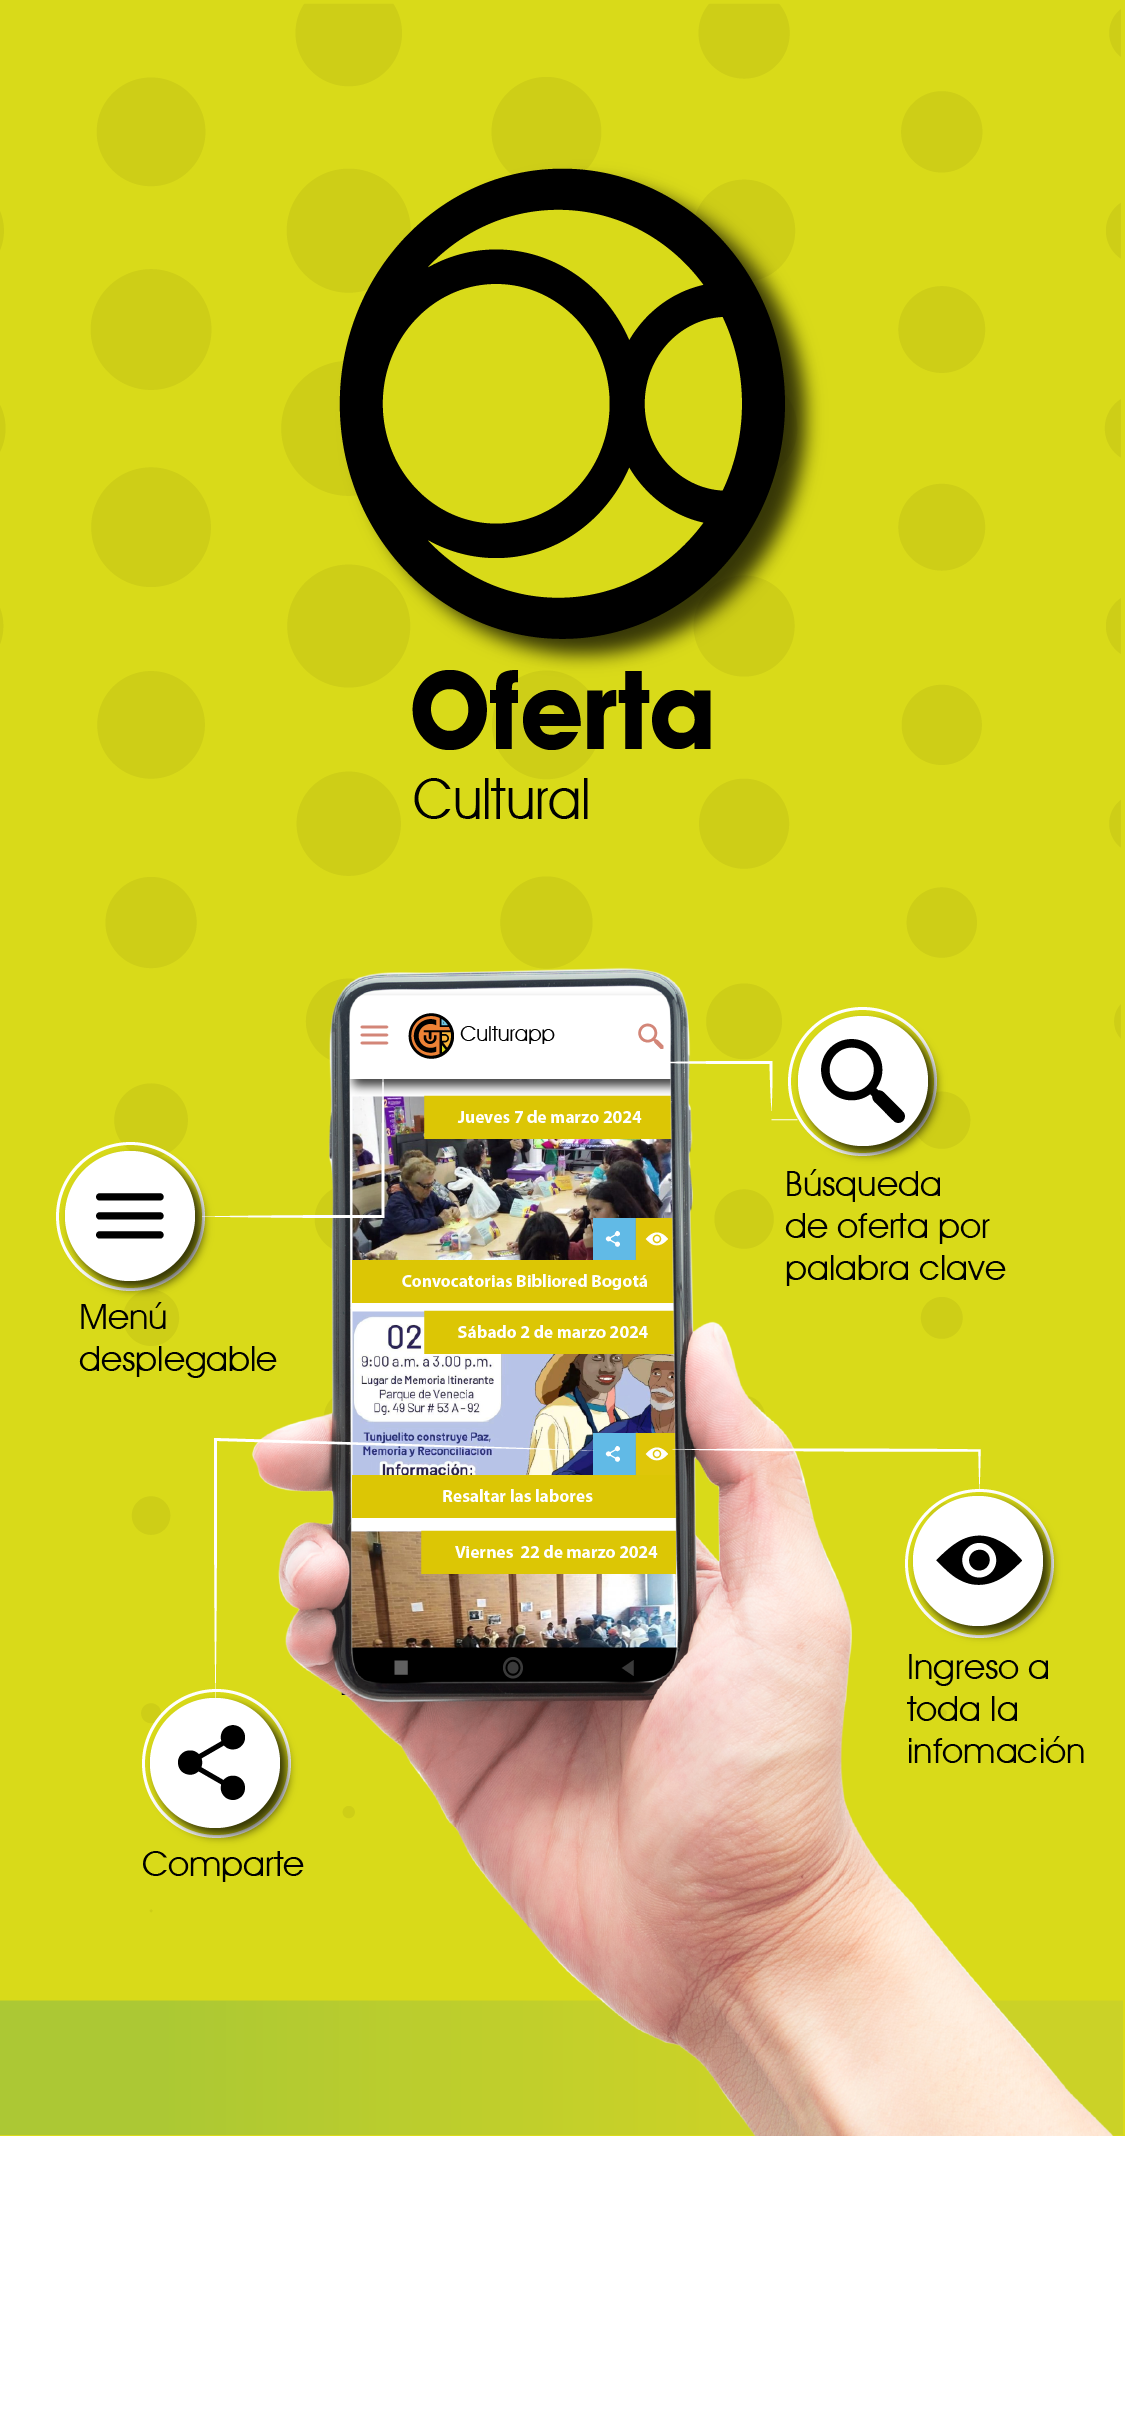 Oferta
Cultural
Culturapp
Jueves 7 de marzo 2024
Convocatorias Bibliored Bogotá
Sábado 2 de marzo 2024
02
9:00 a.m. a 3.00 p.m.
Lugar de Memoria Itinerante
Parque de Venecia
Dg. 49 Sur # 53 A - 92
Tunjuelito construye Paz,
Memoria y Reconciliación
Información:
Resaltar las labores
Viernes 22 de marzo 2024
Búsqueda
de oferta por
palabra clave
Menú
desplegable
Ingreso a
toda la
infomación
Comparte